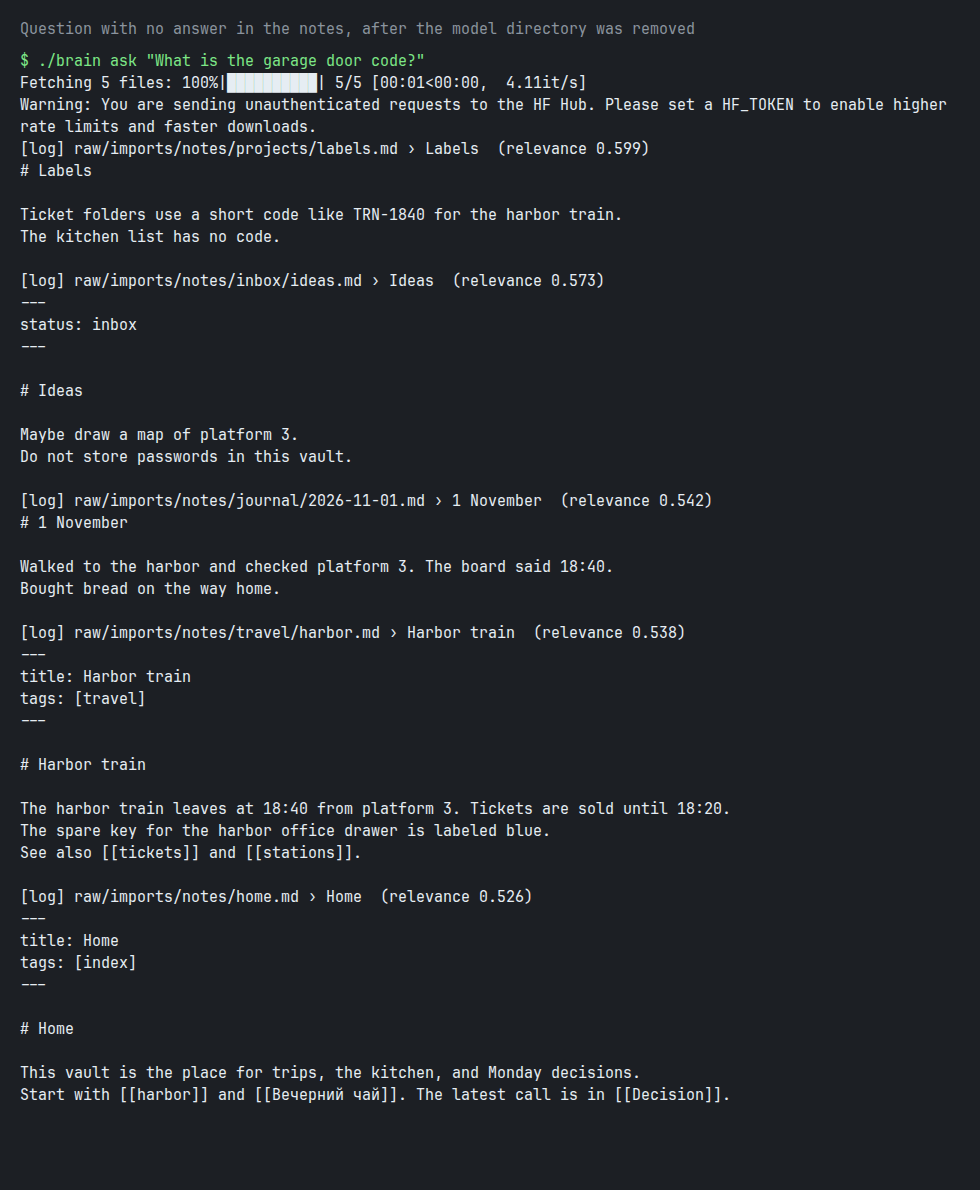 Question with no answer in the notes, after the model directory was removed
$ ./brain ask "What is the garage door code?"
Fetching 5 files: 100%|██████████| 5/5 [00:01<00:00,  4.11it/s]
Warning: You are sending unauthenticated requests to the HF Hub. Please set a HF_TOKEN to enable higher
rate limits and faster downloads.
[log] raw/imports/notes/projects/labels.md › Labels  (relevance 0.599)
# Labels
Ticket folders use a short code like TRN-1840 for the harbor train.
The kitchen list has no code.
[log] raw/imports/notes/inbox/ideas.md › Ideas  (relevance 0.573)
---
status: inbox
---
# Ideas
Maybe draw a map of platform 3.
Do not store passwords in this vault.
[log] raw/imports/notes/journal/2026-11-01.md › 1 November  (relevance 0.542)
# 1 November
Walked to the harbor and checked platform 3. The board said 18:40.
Bought bread on the way home.
[log] raw/imports/notes/travel/harbor.md › Harbor train  (relevance 0.538)
---
title: Harbor train
tags: [travel]
---
# Harbor train
The harbor train leaves at 18:40 from platform 3. Tickets are sold until 18:20.
The spare key for the harbor office drawer is labeled blue.
See also [[tickets]] and [[stations]].
[log] raw/imports/notes/home.md › Home  (relevance 0.526)
---
title: Home
tags: [index]
---
# Home
This vault is the place for trips, the kitchen, and Monday decisions.
Start with [[harbor]] and [[Вечерний чай]]. The latest call is in [[Decision]].